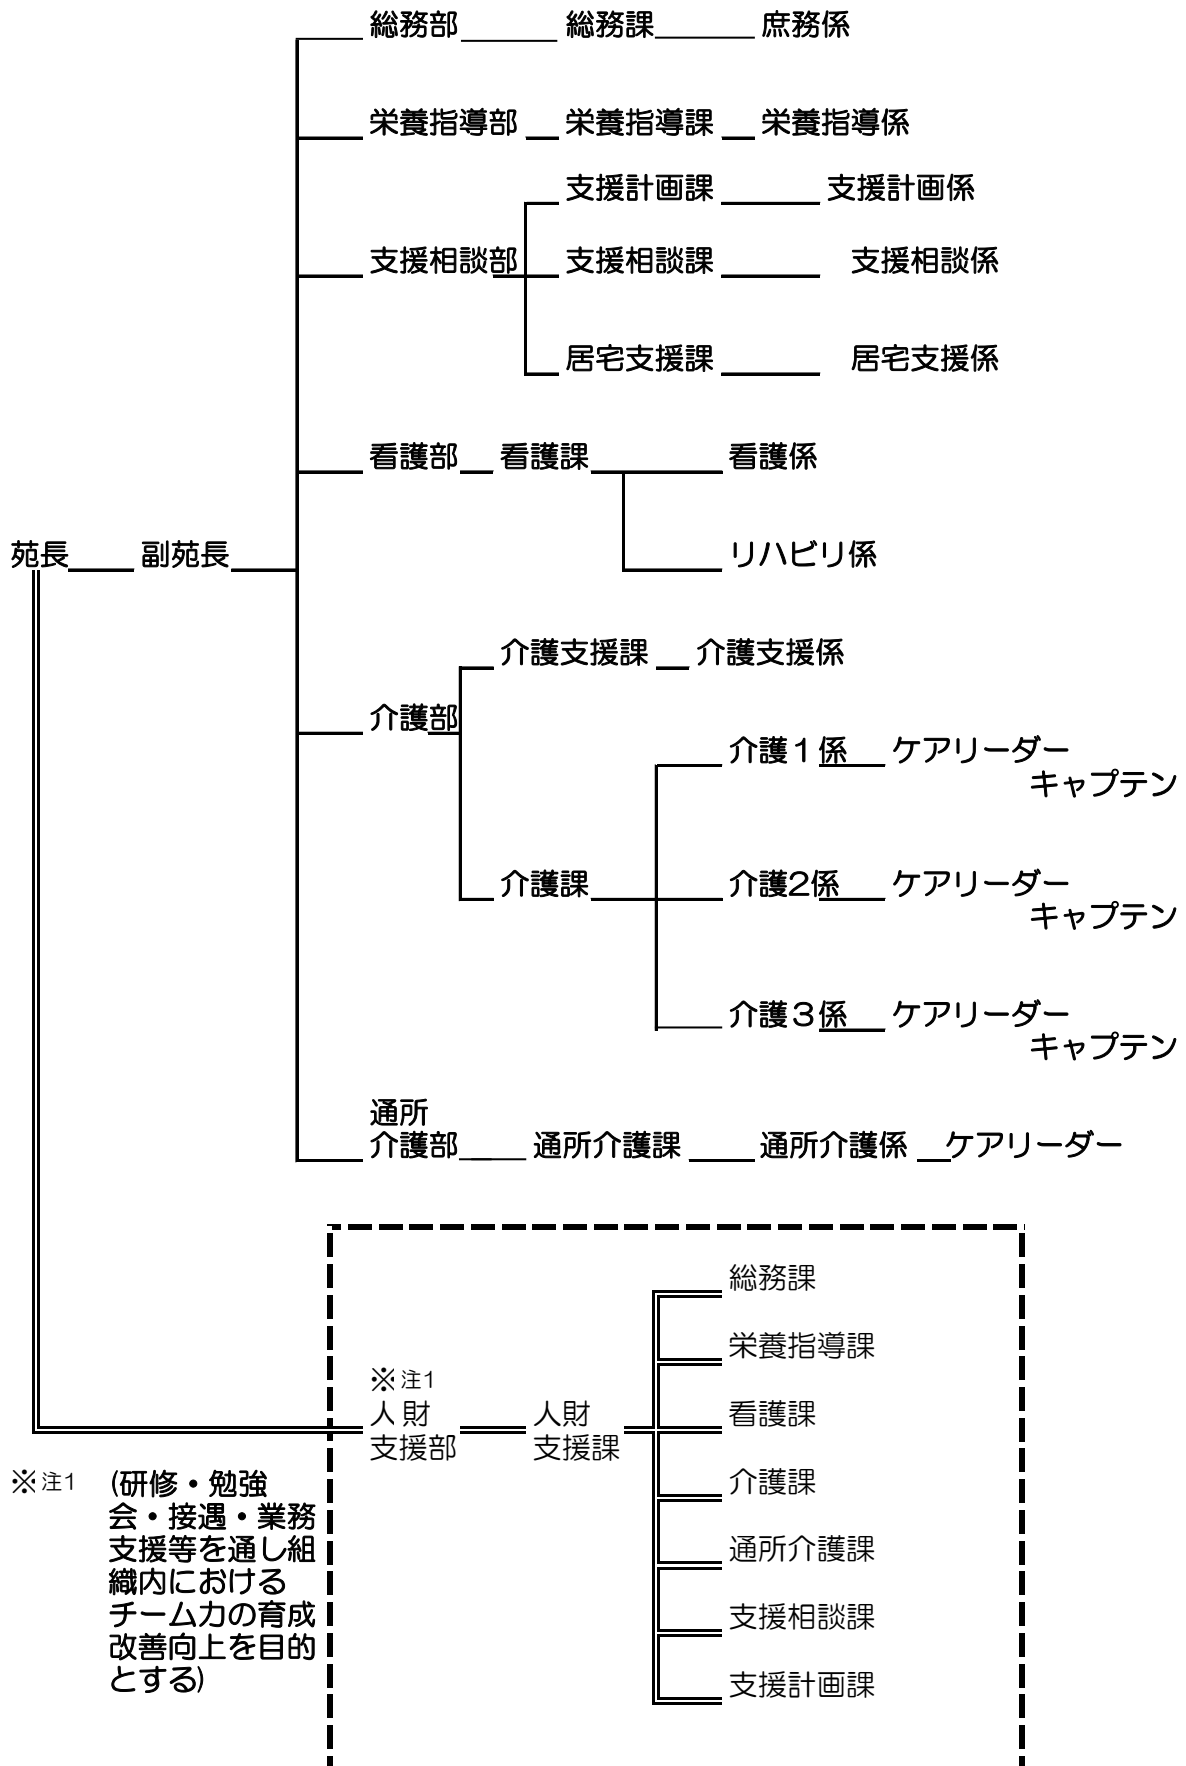 総務部 総務課 庶務係
栄養指導部 栄養指導課 栄養指導係
支援計画課 支援計画係
支援相談部 支援相談課 支援相談係
居宅支援課 居宅支援係
看護部 看護課 看護係
苑長 副苑長 リハビリ係
介護支援課 介護支援係
介護部
介護1係 ケアリーダー
キャプテン
介護課 介護2係 ケアリーダー
キャプテン
介護3係 ケアリーダー
キャプテン
通所
介護部 通所介護課 通所介護係 ケアリーダー
総務課
栄養指導課
※注1
人財
支援部
人財
支援課
看護課
介護課
通所介護課
支援相談課
支援計画課
※注1
(研修・勉強
会・接遇・業務
支援等を通し組
織内における
チーム力の育成
改善向上を目的
とする)